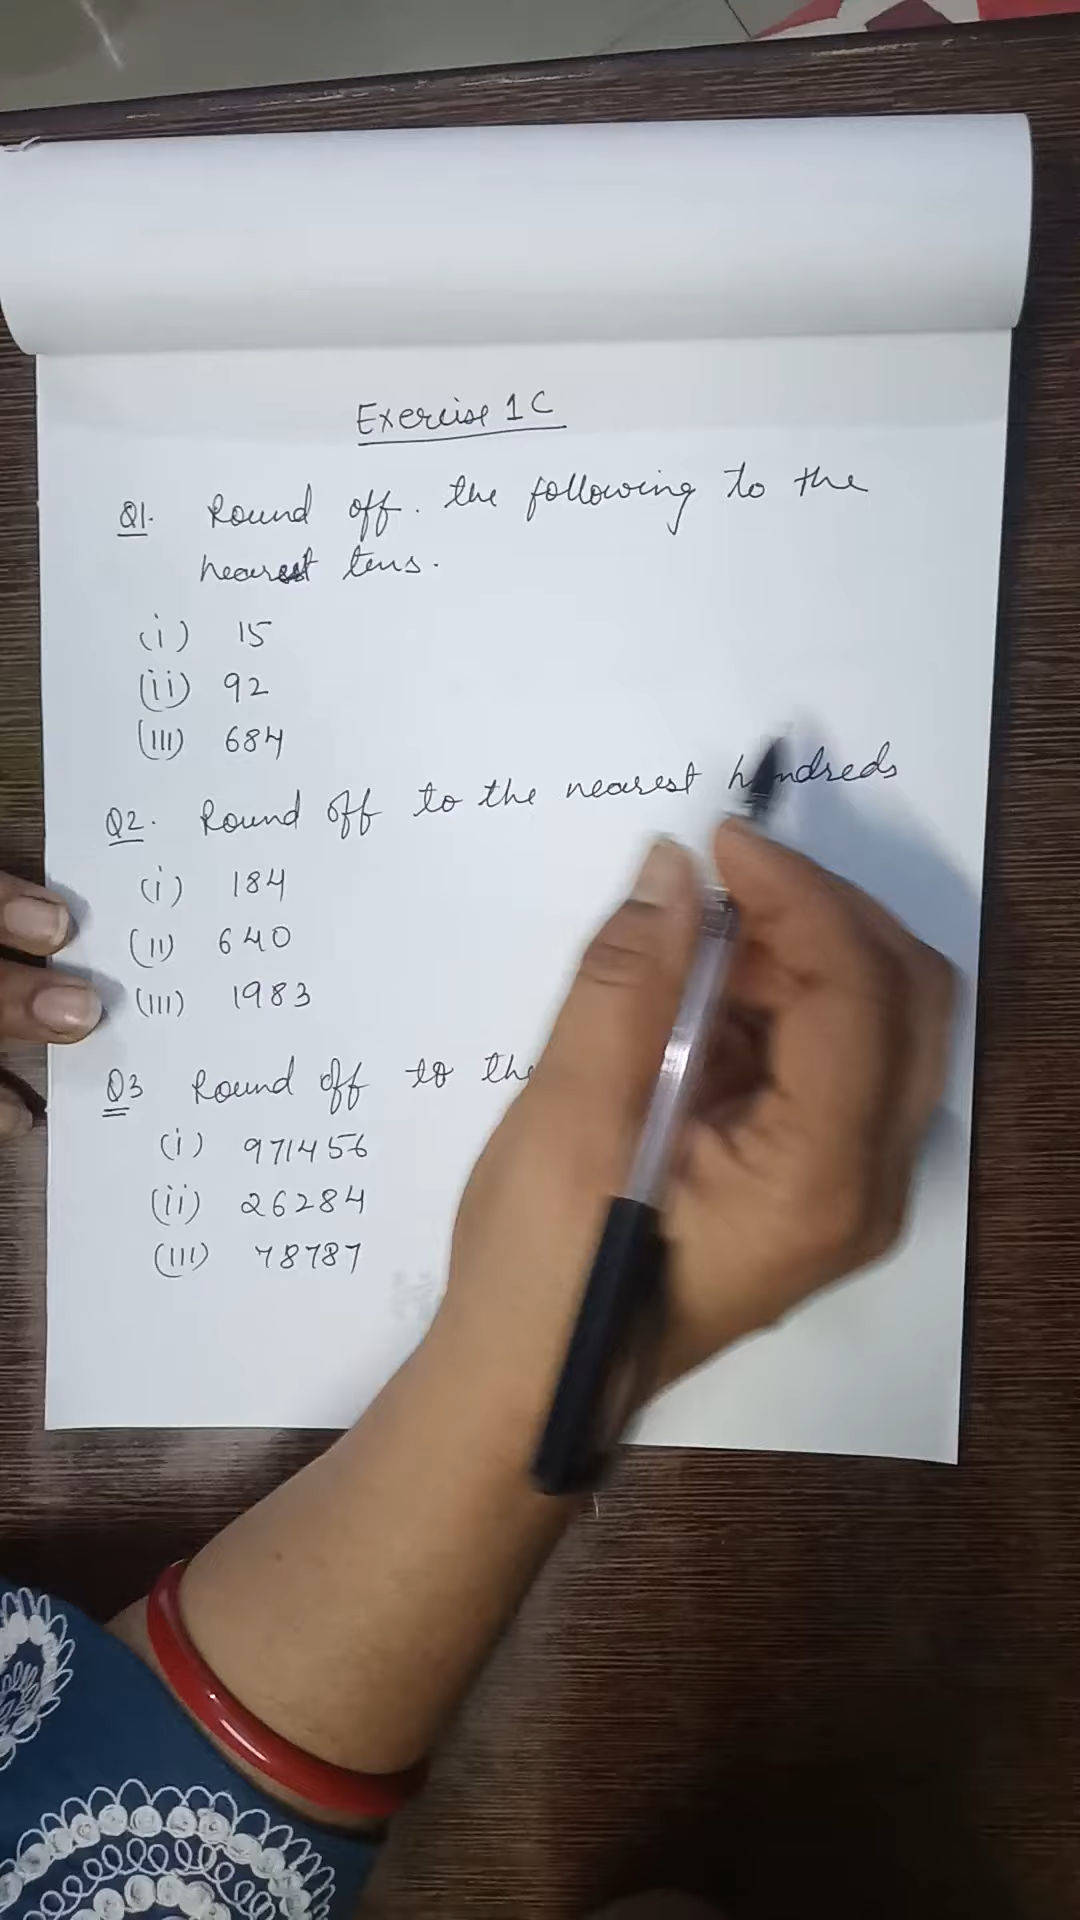 Exercise 1C
Q1. Round off. the following to the
nearest tens.
(i) 15
(ii) 92
(III) 684
Q2. Round off to the nearest hundreds
(i) 184
(II) 640
(III) 1983
Q3 Round off to the
(i) 971456
(ii) 26284
(III) 78787